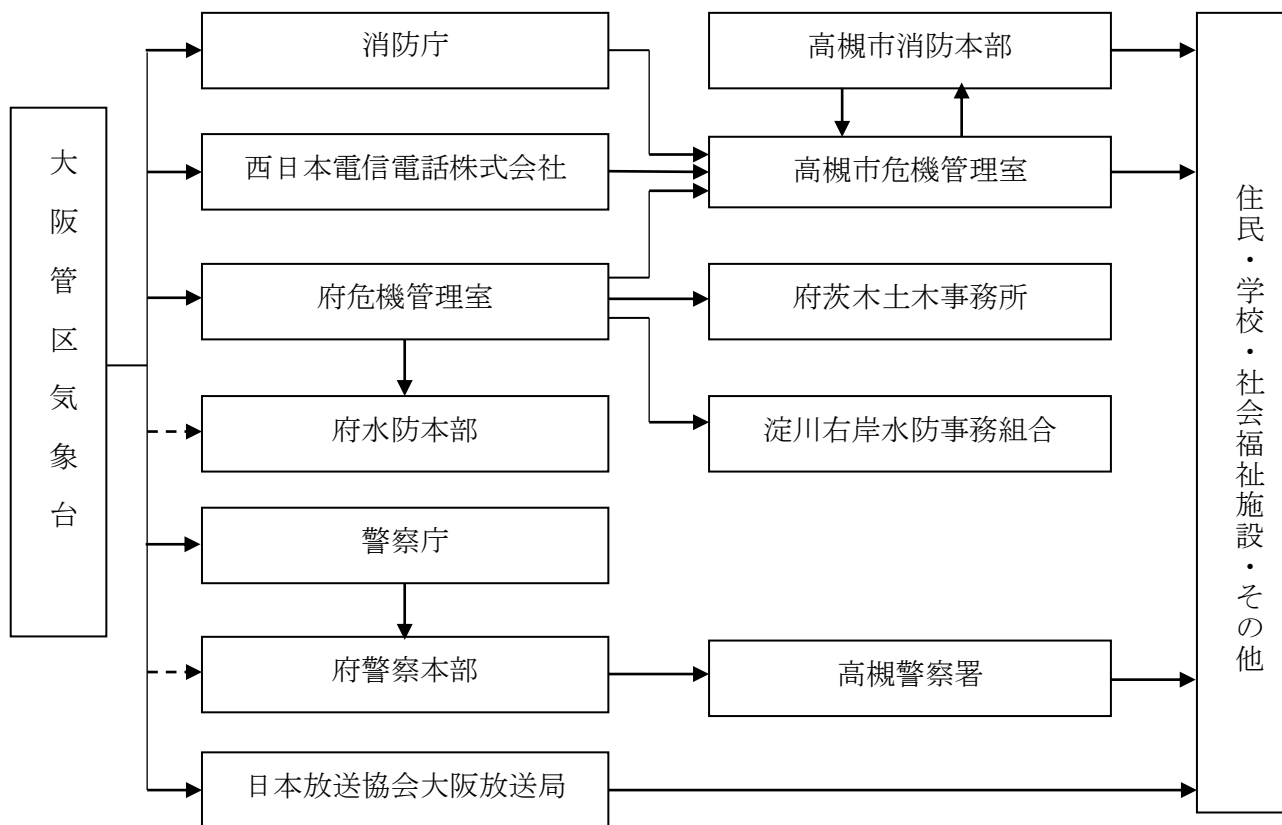 大阪管区気象台
消防庁
西日本電信電話株式会社
府危機管理室
府水防本部
警察庁
府警察本部
日本放送協会大阪放送局
高槻市消防本部
高槻市危機管理室
府茨木土木事務所
淀川右岸水防事務組合
高槻警察署
住民・学校・社会福祉施設・その他